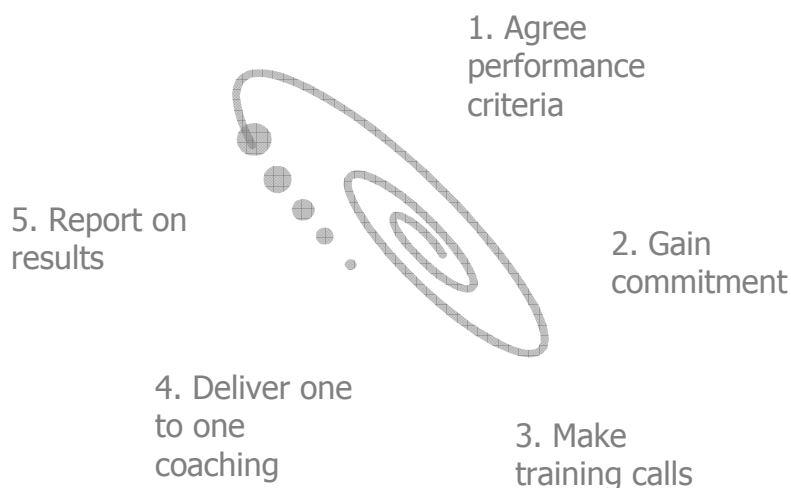 1. Agree
performance
criteria
2. Gain
commitment
3. Make
training calls
4. Deliver one
to one
coaching
5. Report on
results